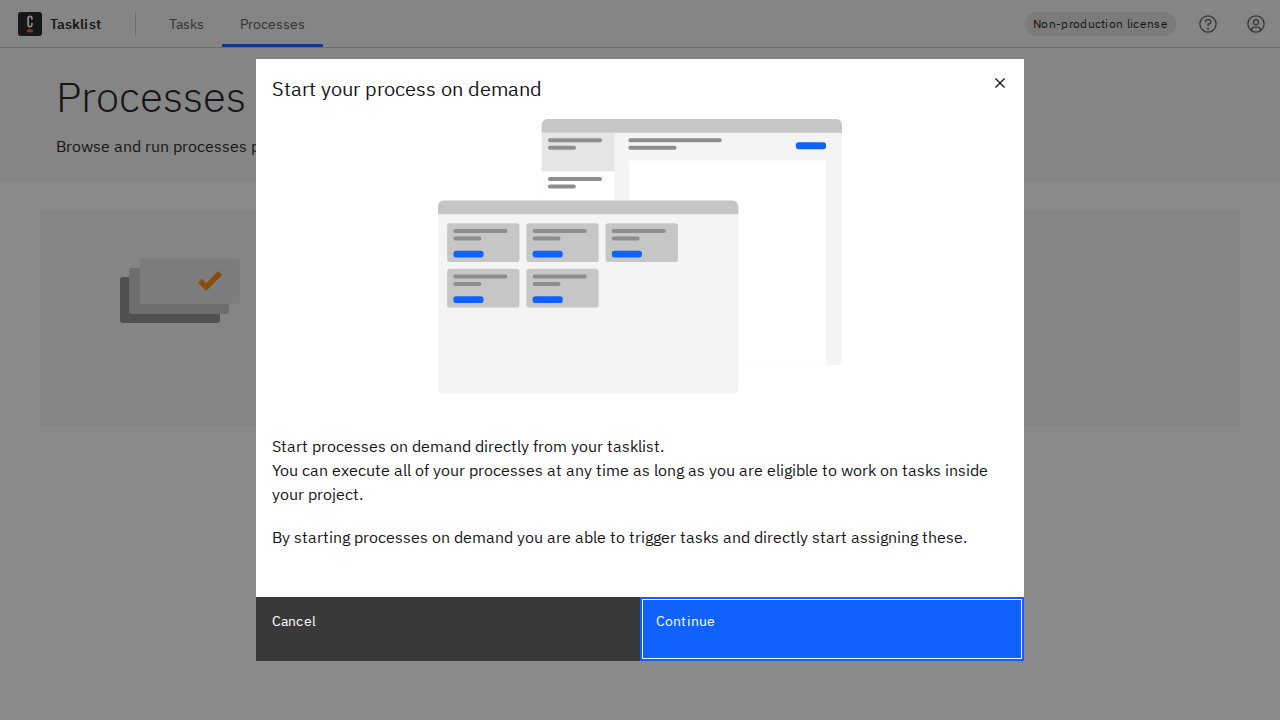 Tasklist
Tasks
Processes
Non-production license
Processes
Browse and run processes
Start your process on demand
Start processes on demand directly from your tasklist.
You can execute all of your processes at any time as long as you are eligible to work on tasks inside
your project.
By starting processes on demand you are able to trigger tasks and directly start assigning these.
Cancel
Continue